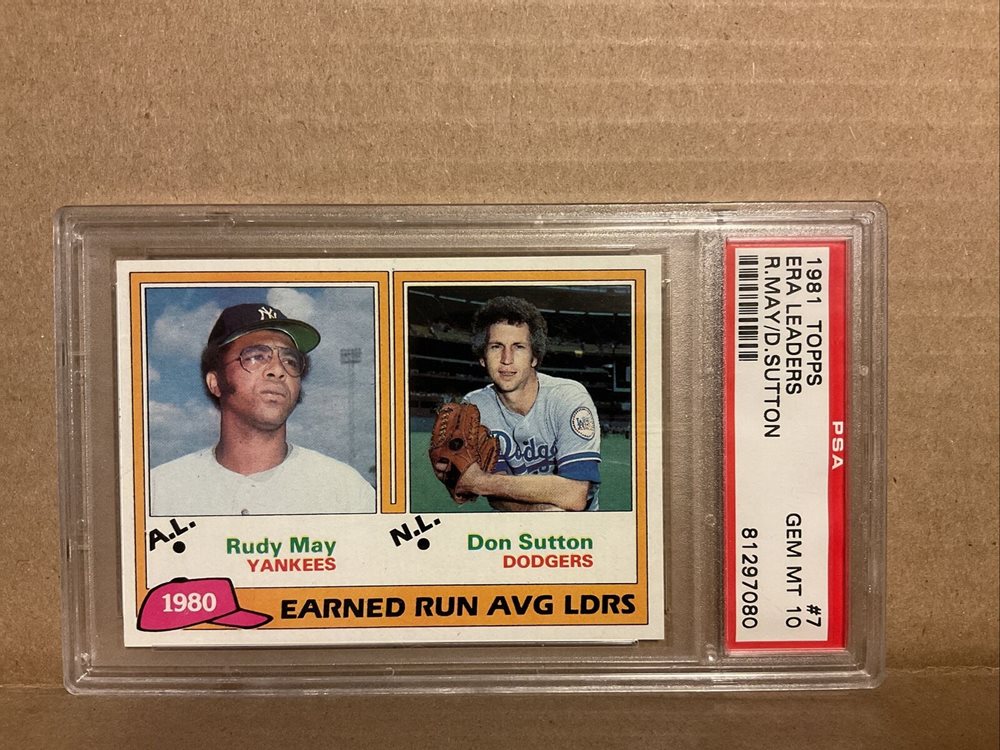 NY
Dodgers
A.L.
Rudy May
YANKEES
N.L.
Don Sutton
DODGERS
1980
EARNED RUN AVG LDRS
1981 TOPPS #7
ERA LEADERS
R.MAY/D.SUTTON GEM MT 10
81297080
PSA